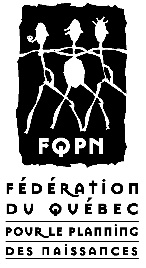 FQPN
FÉDÉRATION
DU QUÉBEC
POUR LE PLANNING
DES NAISSANCES